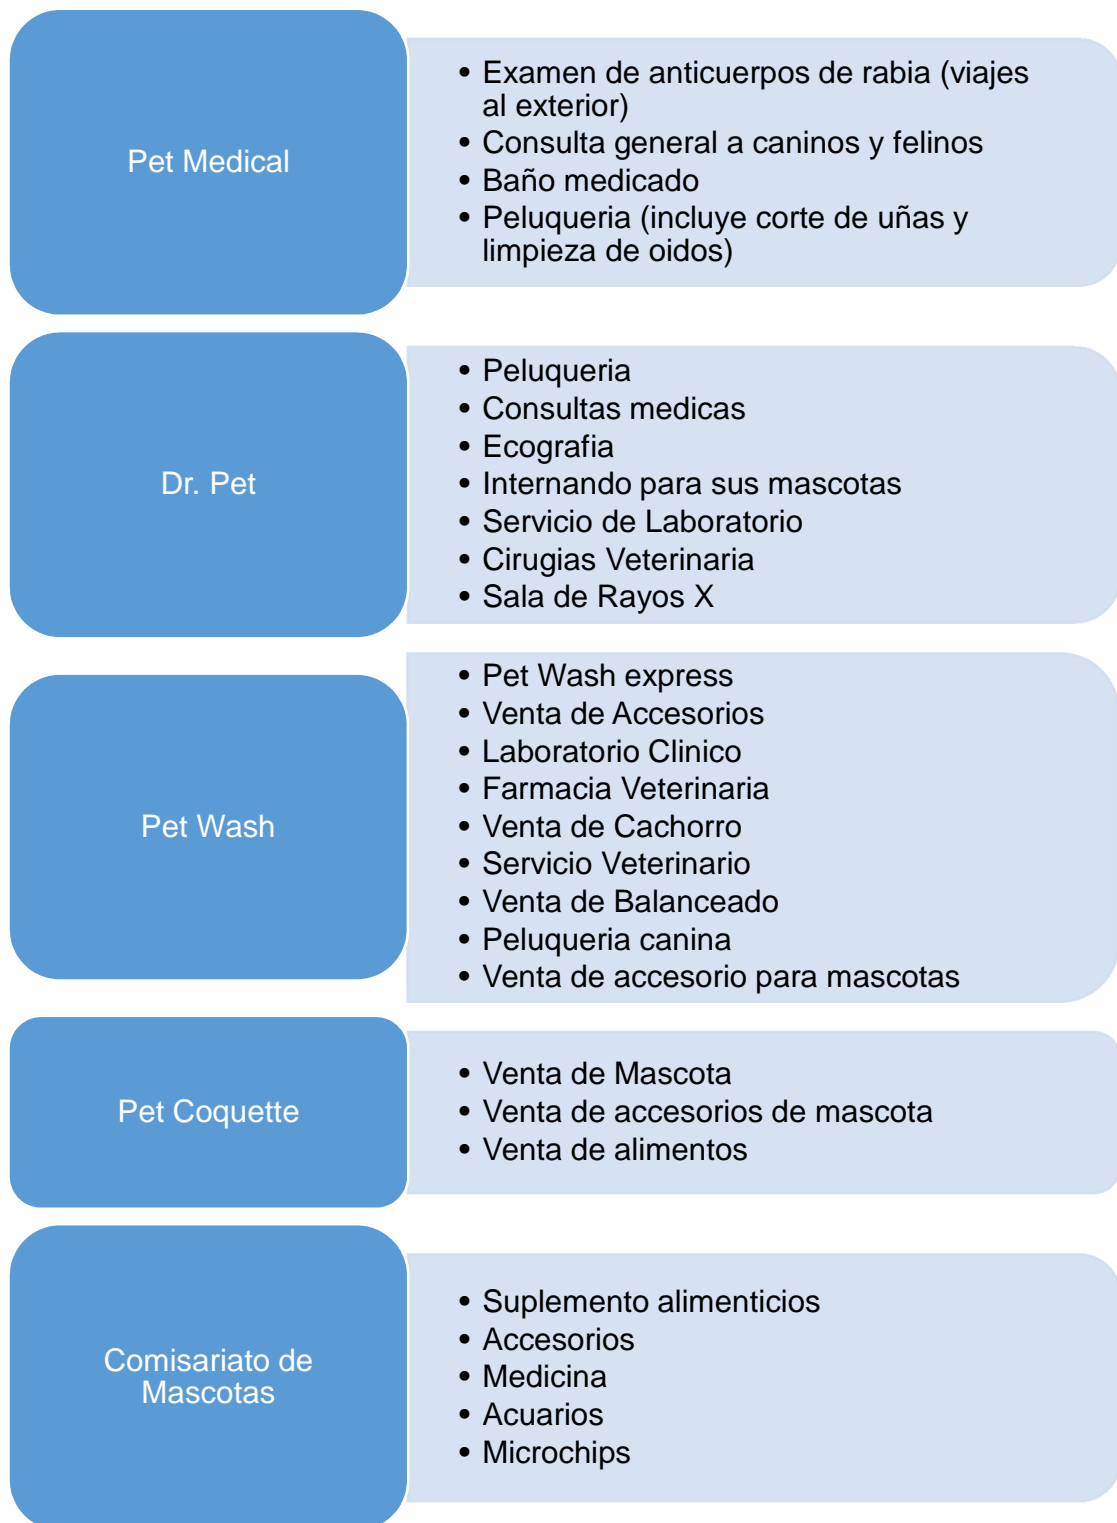 Pet Medical
• Examen de anticuerpos de rabia (viajes
al exterior)
• Consulta general a caninos y felinos
• Baño medicado
• Peluqueria (incluye corte de uñas y
limpieza de oidos)
Dr. Pet
• Peluqueria
• Consultas medicas
• Ecografia
• Internando para sus mascotas
• Servicio de Laboratorio
• Cirugias Veterinaria
• Sala de Rayos X
Pet Wash
• Pet Wash express
• Venta de Accesorios
• Laboratorio Clinico
• Farmacia Veterinaria
• Venta de Cachorro
• Servicio Veterinario
• Venta de Balanceado
• Peluqueria canina
• Venta de accesorio para mascotas
Pet Coquette
• Venta de Mascota
• Venta de accesorios de mascota
• Venta de alimentos
Comisariato de
Mascotas
• Suplemento alimenticios
• Accesorios
• Medicina
• Acuarios
• Microchips